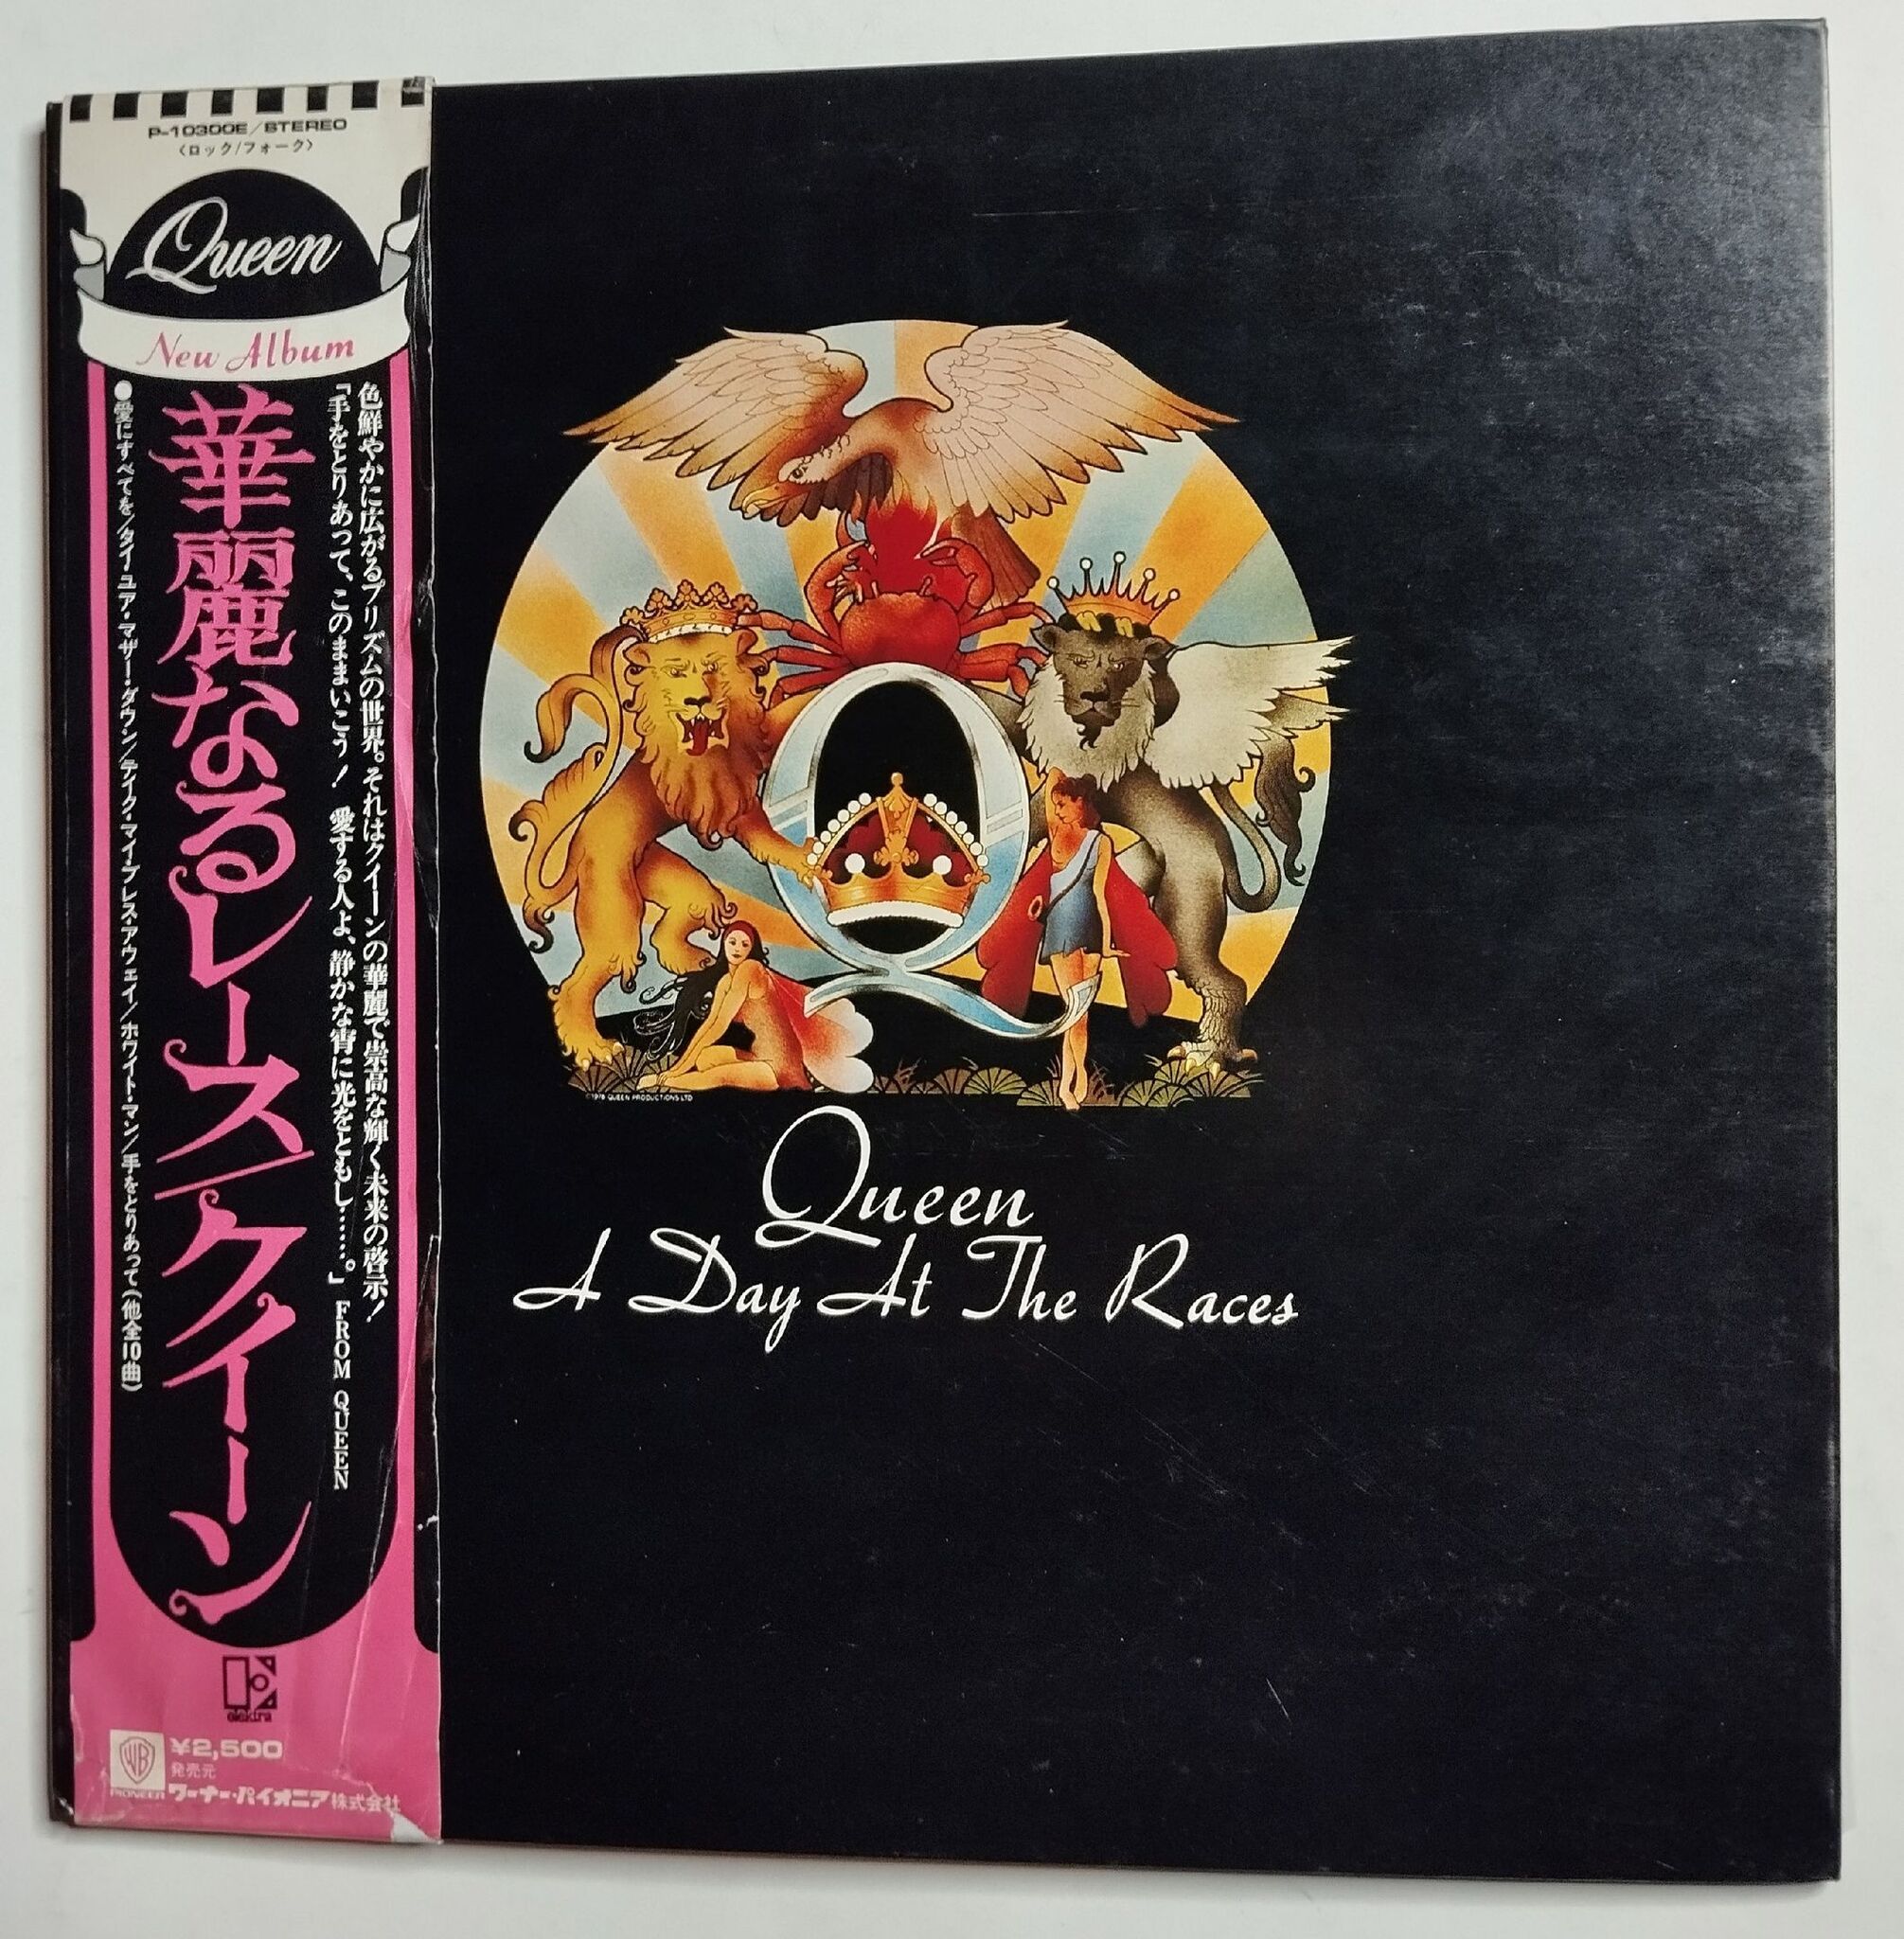 P-10300E/STEREO
〈ロック/フォーク〉
Queen
New Album
色鮮やかに広がるプリズムの世界。それはクイーンの華麗で崇高な輝く未来の啓示！
「手をとりあって、このままいこう！ 愛する人よ、静かな宵に光をともし……。」 FROM QUEEN
華麗なるレース/クイーン
●愛にすべてを/タイ・ユア・マザー・ダウン/テイク・マイ・ブレス・アウェイ/ホワイト・マン/手をとりあって(他全10曲)
elektra
WB
PIONEER
¥2,500
発売元
ワーナー・パイオニア株式会社
©1976 QUEEN PRODUCTIONS LTD
Queen
A Day At The Races